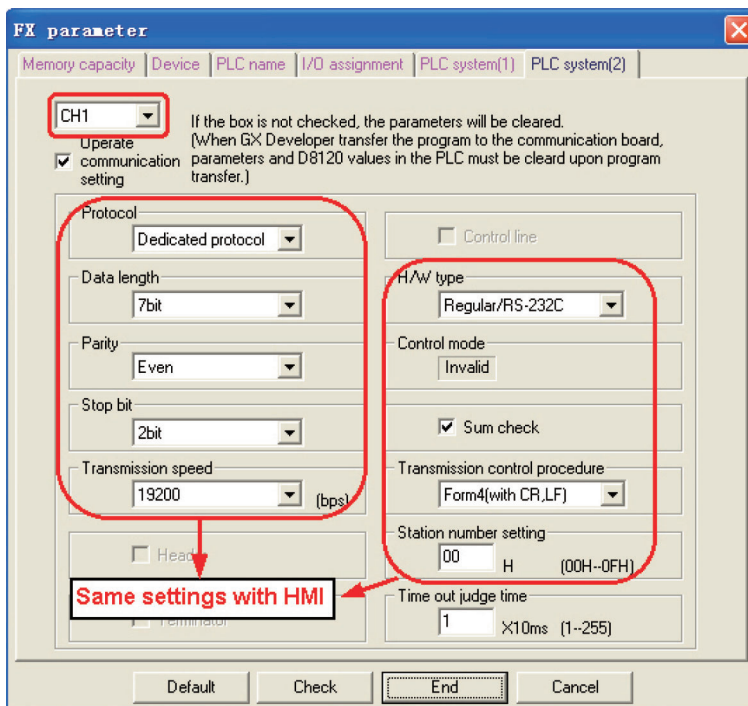 FX parameter
Memory capacity Device PLC name I/O assignment PLC system(1) PLC system(2)
CH1
If the box is not checked, the parameters will be cleared.
(When GX Developer transfer the program to the communication board,
parameters and D8120 values in the PLC must be cleard upon program
transfer.)
Operate
communication
setting
Protocol
Dedicated protocol
Control line
Data length
7bit
H/W type
Regular/RS-232C
Parity
Even
Control mode
Invalid
Stop bit
2bit
Sum check
Transmission speed
19200 (bps)
Transmission control procedure
Form4(with CR,LF)
Header
Station number setting
00 H (00H--0FH)
Same settings with HMI
Terminator
Time out judge time
1 X10ms (1--255)
Default Check End Cancel